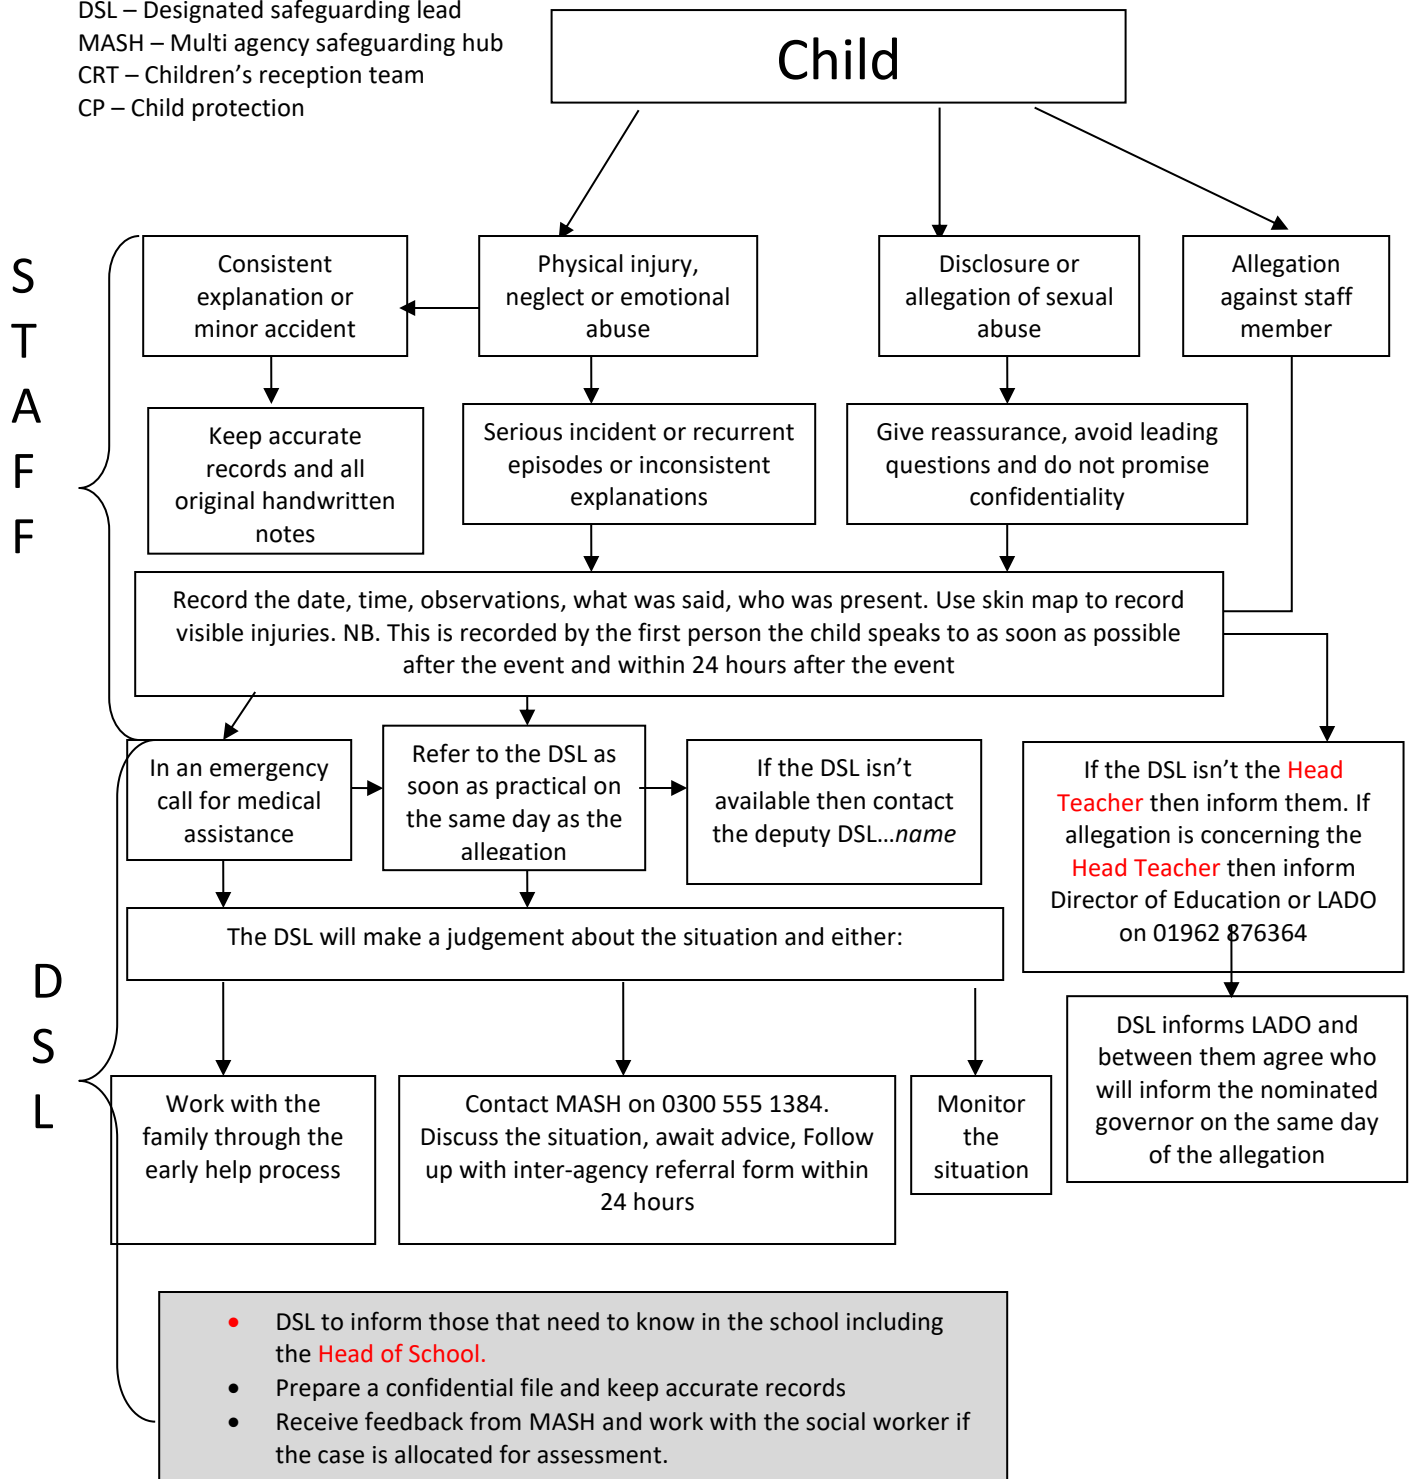 DSL – Designated safeguarding lead
MASH – Multi agency safeguarding hub
CRT – Children’s reception team
CP – Child protection
Child
S
T
A
F
F
Consistent
explanation or
minor accident
Physical injury,
neglect or emotional
abuse
Disclosure or
allegation of sexual
abuse
Allegation
against staff
member
Keep accurate
records and all
original handwritten
notes
Serious incident or recurrent
episodes or inconsistent
explanations
Give reassurance, avoid leading
questions and do not promise
confidentiality
Record the date, time, observations, what was said, who was present. Use skin map to record
visible injuries. NB. This is recorded by the first person the child speaks to as soon as possible
after the event and within 24 hours after the event
In an emergency
call for medical
assistance
Refer to the DSL as
soon as practical on
the same day as the
allegation
If the DSL isn’t
available then contact
the deputy DSL…name
If the DSL isn’t the Head
Teacher then inform them. If
allegation is concerning the
Head Teacher then inform
Director of Education or LADO
on 01962 876364
D
S
L
The DSL will make a judgement about the situation and either:
DSL informs LADO and
between them agree who
will inform the nominated
governor on the same day
of the allegation
Work with the
family through the
early help process
Contact MASH on 0300 555 1384.
Discuss the situation, await advice, Follow
up with inter-agency referral form within
24 hours
Monitor
the
situation
• DSL to inform those that need to know in the school including
the Head of School.
• Prepare a confidential file and keep accurate records
• Receive feedback from MASH and work with the social worker if
the case is allocated for assessment.